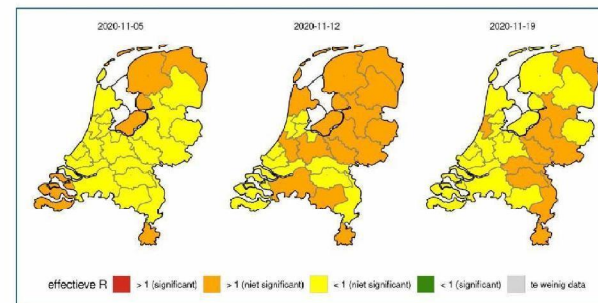 2020-11-05 2020-11-12 2020-11-19
effectieve R > 1 (significant) > 1 (niet significant) < 1 (niet significant) < 1 (significant) te weinig data